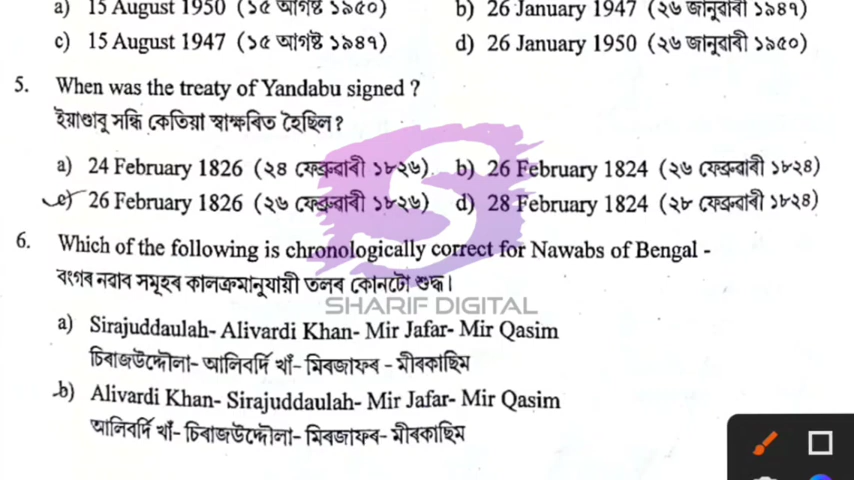 a) 15 August 1950 (১৫ আগষ্ট ১৯৫০) b) 26 January 1947 (২৬ জানুৱাৰী ১৯৪৭)
c) 15 August 1947 (১৫ আগষ্ট ১৯৪৭) d) 26 January 1950 (২৬ জানুৱাৰী ১৯৫০)
5. When was the treaty of Yandabu signed ?
ইয়াণ্ডাবু সন্ধি কেতিয়া স্বাক্ষৰিত হৈছিল?
a) 24 February 1826 (২৪ ফেব্ৰুৱাৰী ১৮২৬). b) 26 February 1824 (২৬ ফেব্ৰুৱাৰী ১৮২৪)
c) 26 February 1826 (২৬ ফেব্ৰুৱাৰী ১৮২৬) d) 28 February 1824 (২৮ ফেব্ৰুৱাৰী ১৮২৪)
6. Which of the following is chronologically correct for Nawabs of Bengal -
বংগৰ নৱাব সমূহৰ কালক্ৰমানুযায়ী তলৰ কোনটো শুদ্ধ।
SHARIF DIGITAL
a) Sirajuddaulah- Alivardi Khan- Mir Jafar- Mir Qasim
চিৰাজউদ্দৌলা- আলিবৰ্দি খাঁ- মিৰজাফৰ - মীৰকাছিম
b) Alivardi Khan- Sirajuddaulah- Mir Jafar- Mir Qasim
আলিবৰ্দি খাঁ- চিৰাজউদ্দৌলা- মিৰজাফৰ- মীৰকাছিম